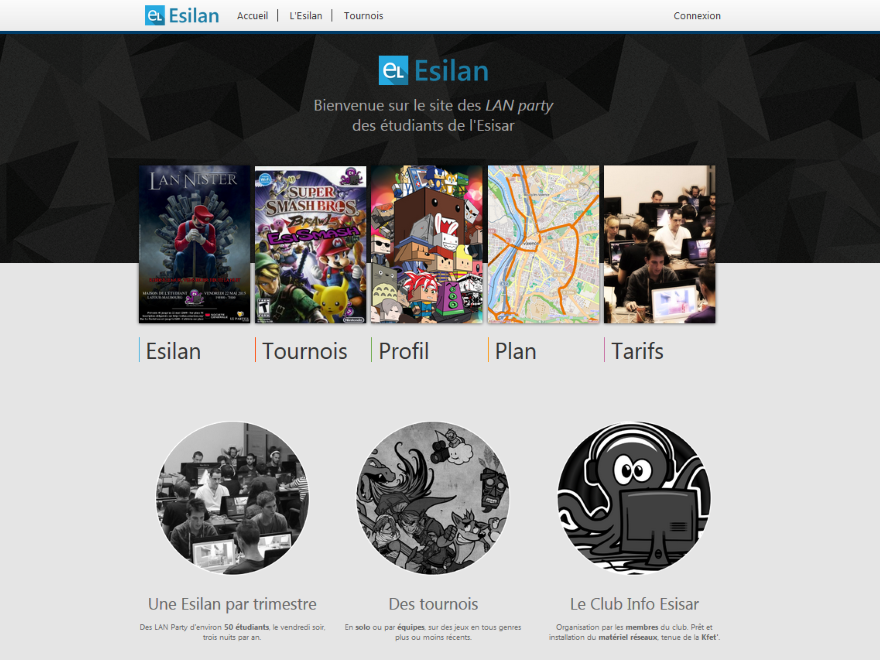 eL Esilan
Accueil
L'Esilan
Tournois
Connexion
eL Esilan
Bienvenue sur le site des LAN party
des étudiants de l'Esisar
LAN NISTER
SUPER
SMASH BROS
BRAWL
Esilan
Tournois
Profil
Plan
Tarifs
Une Esilan par trimestre
Des LAN Party d'environ 50 étudiants, le vendredi soir,
trois nuits par an.
Des tournois
En solo ou par équipes, sur des jeux en tous genres
plus ou moins récents.
Le Club Info Esisar
Organisation par les membres du club. Prêt et
installation du matériel réseaux, tenue de la Kfet'.